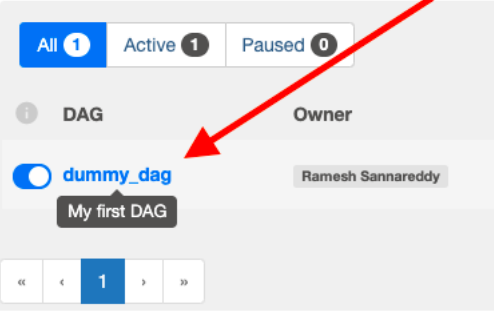 All 1 Active 1 Paused 0
i DAG Owner
dummy_dag Ramesh Sannareddy
My first DAG
« ‹ 1 › »